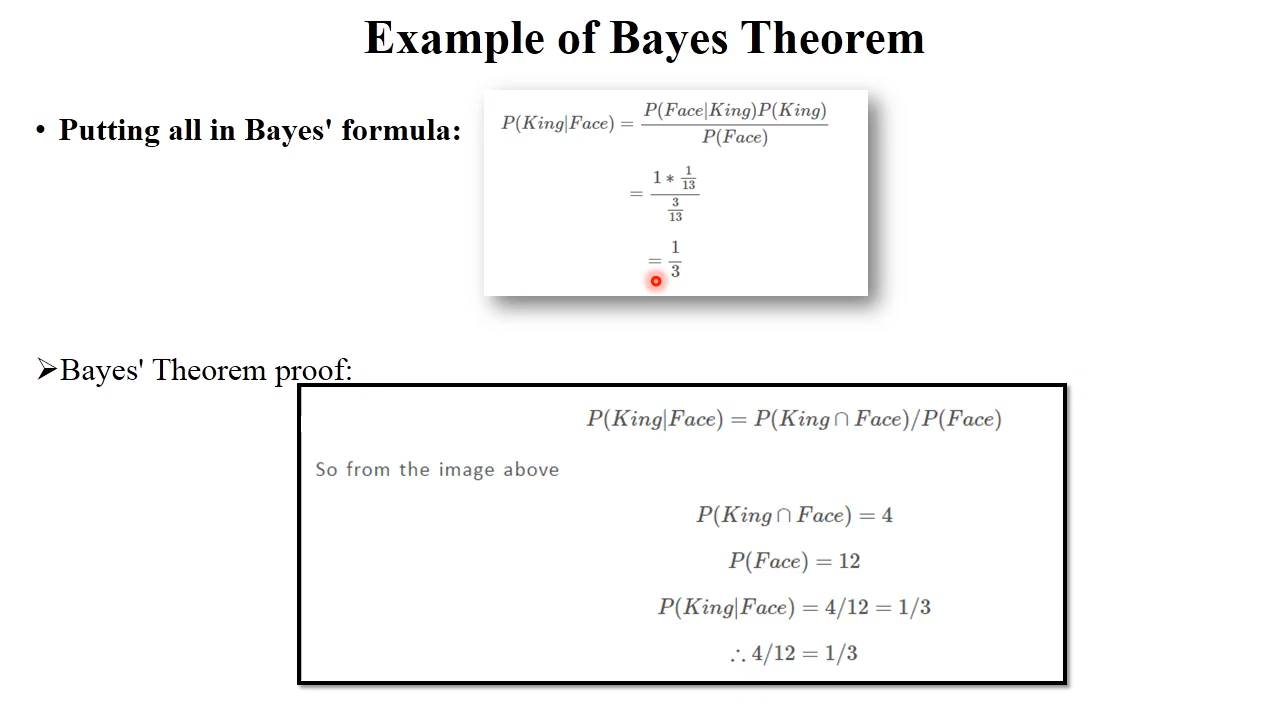 Example of Bayes Theorem
• Putting all in Bayes' formula:
P(King|Face) = P(Face|King)P(King) / P(Face)
= 1 * 1/13 / 3/13
= 1/3
➢Bayes' Theorem proof:
P(King|Face) = P(King ∩ Face)/P(Face)
So from the image above
P(King ∩ Face) = 4
P(Face) = 12
P(King|Face) = 4/12 = 1/3
∴ 4/12 = 1/3